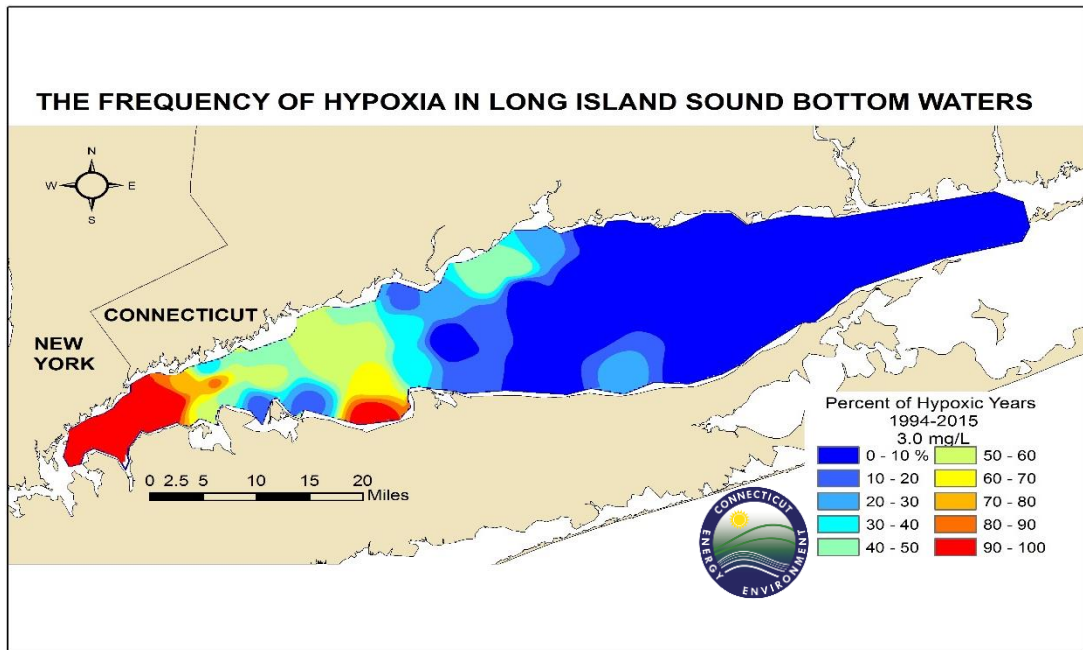 THE FREQUENCY OF HYPOXIA IN LONG ISLAND SOUND BOTTOM WATERS
N
W E
S
CONNECTICUT
NEW
YORK
0 2.5 5 10 15 20
Miles
Percent of Hypoxic Years
1994-2015
3.0 mg/L
0 - 10 % 50 - 60
10 - 20 60 - 70
20 - 30 70 - 80
30 - 40 80 - 90
40 - 50 90 - 100
CONNECTICUT
ENERGY ENVIRONMENT